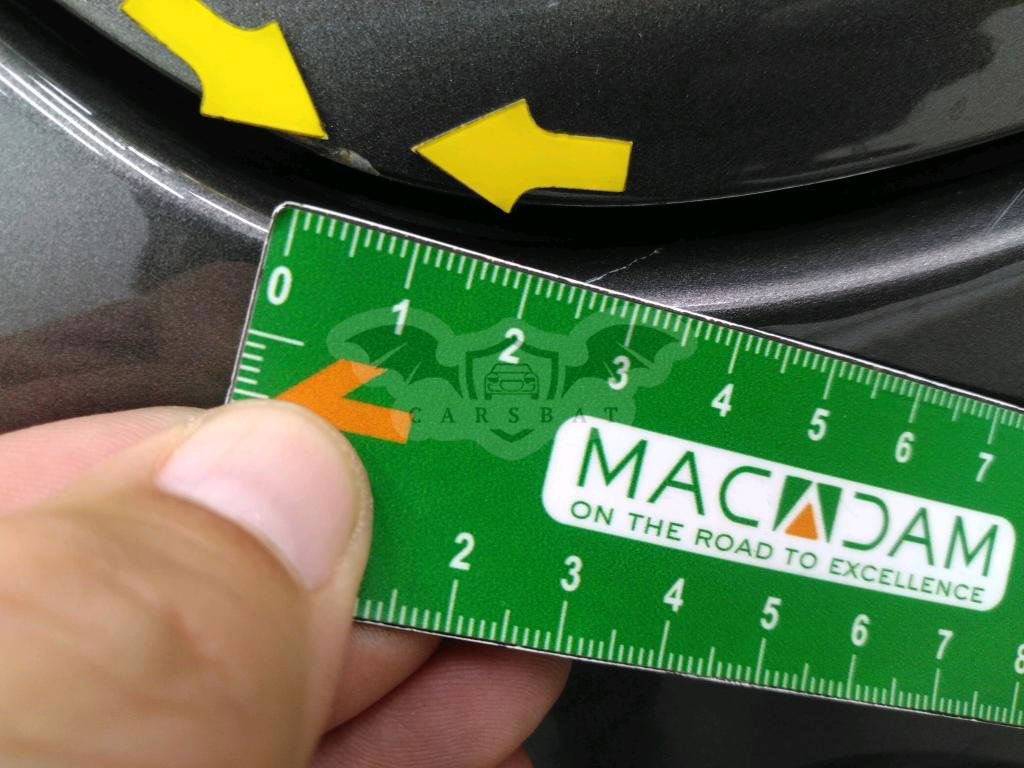 0 1 2 3 4 5 6 7
CARSBAT
MACADAM
ON THE ROAD TO EXCELLENCE
2 3 4 5 6 7 8